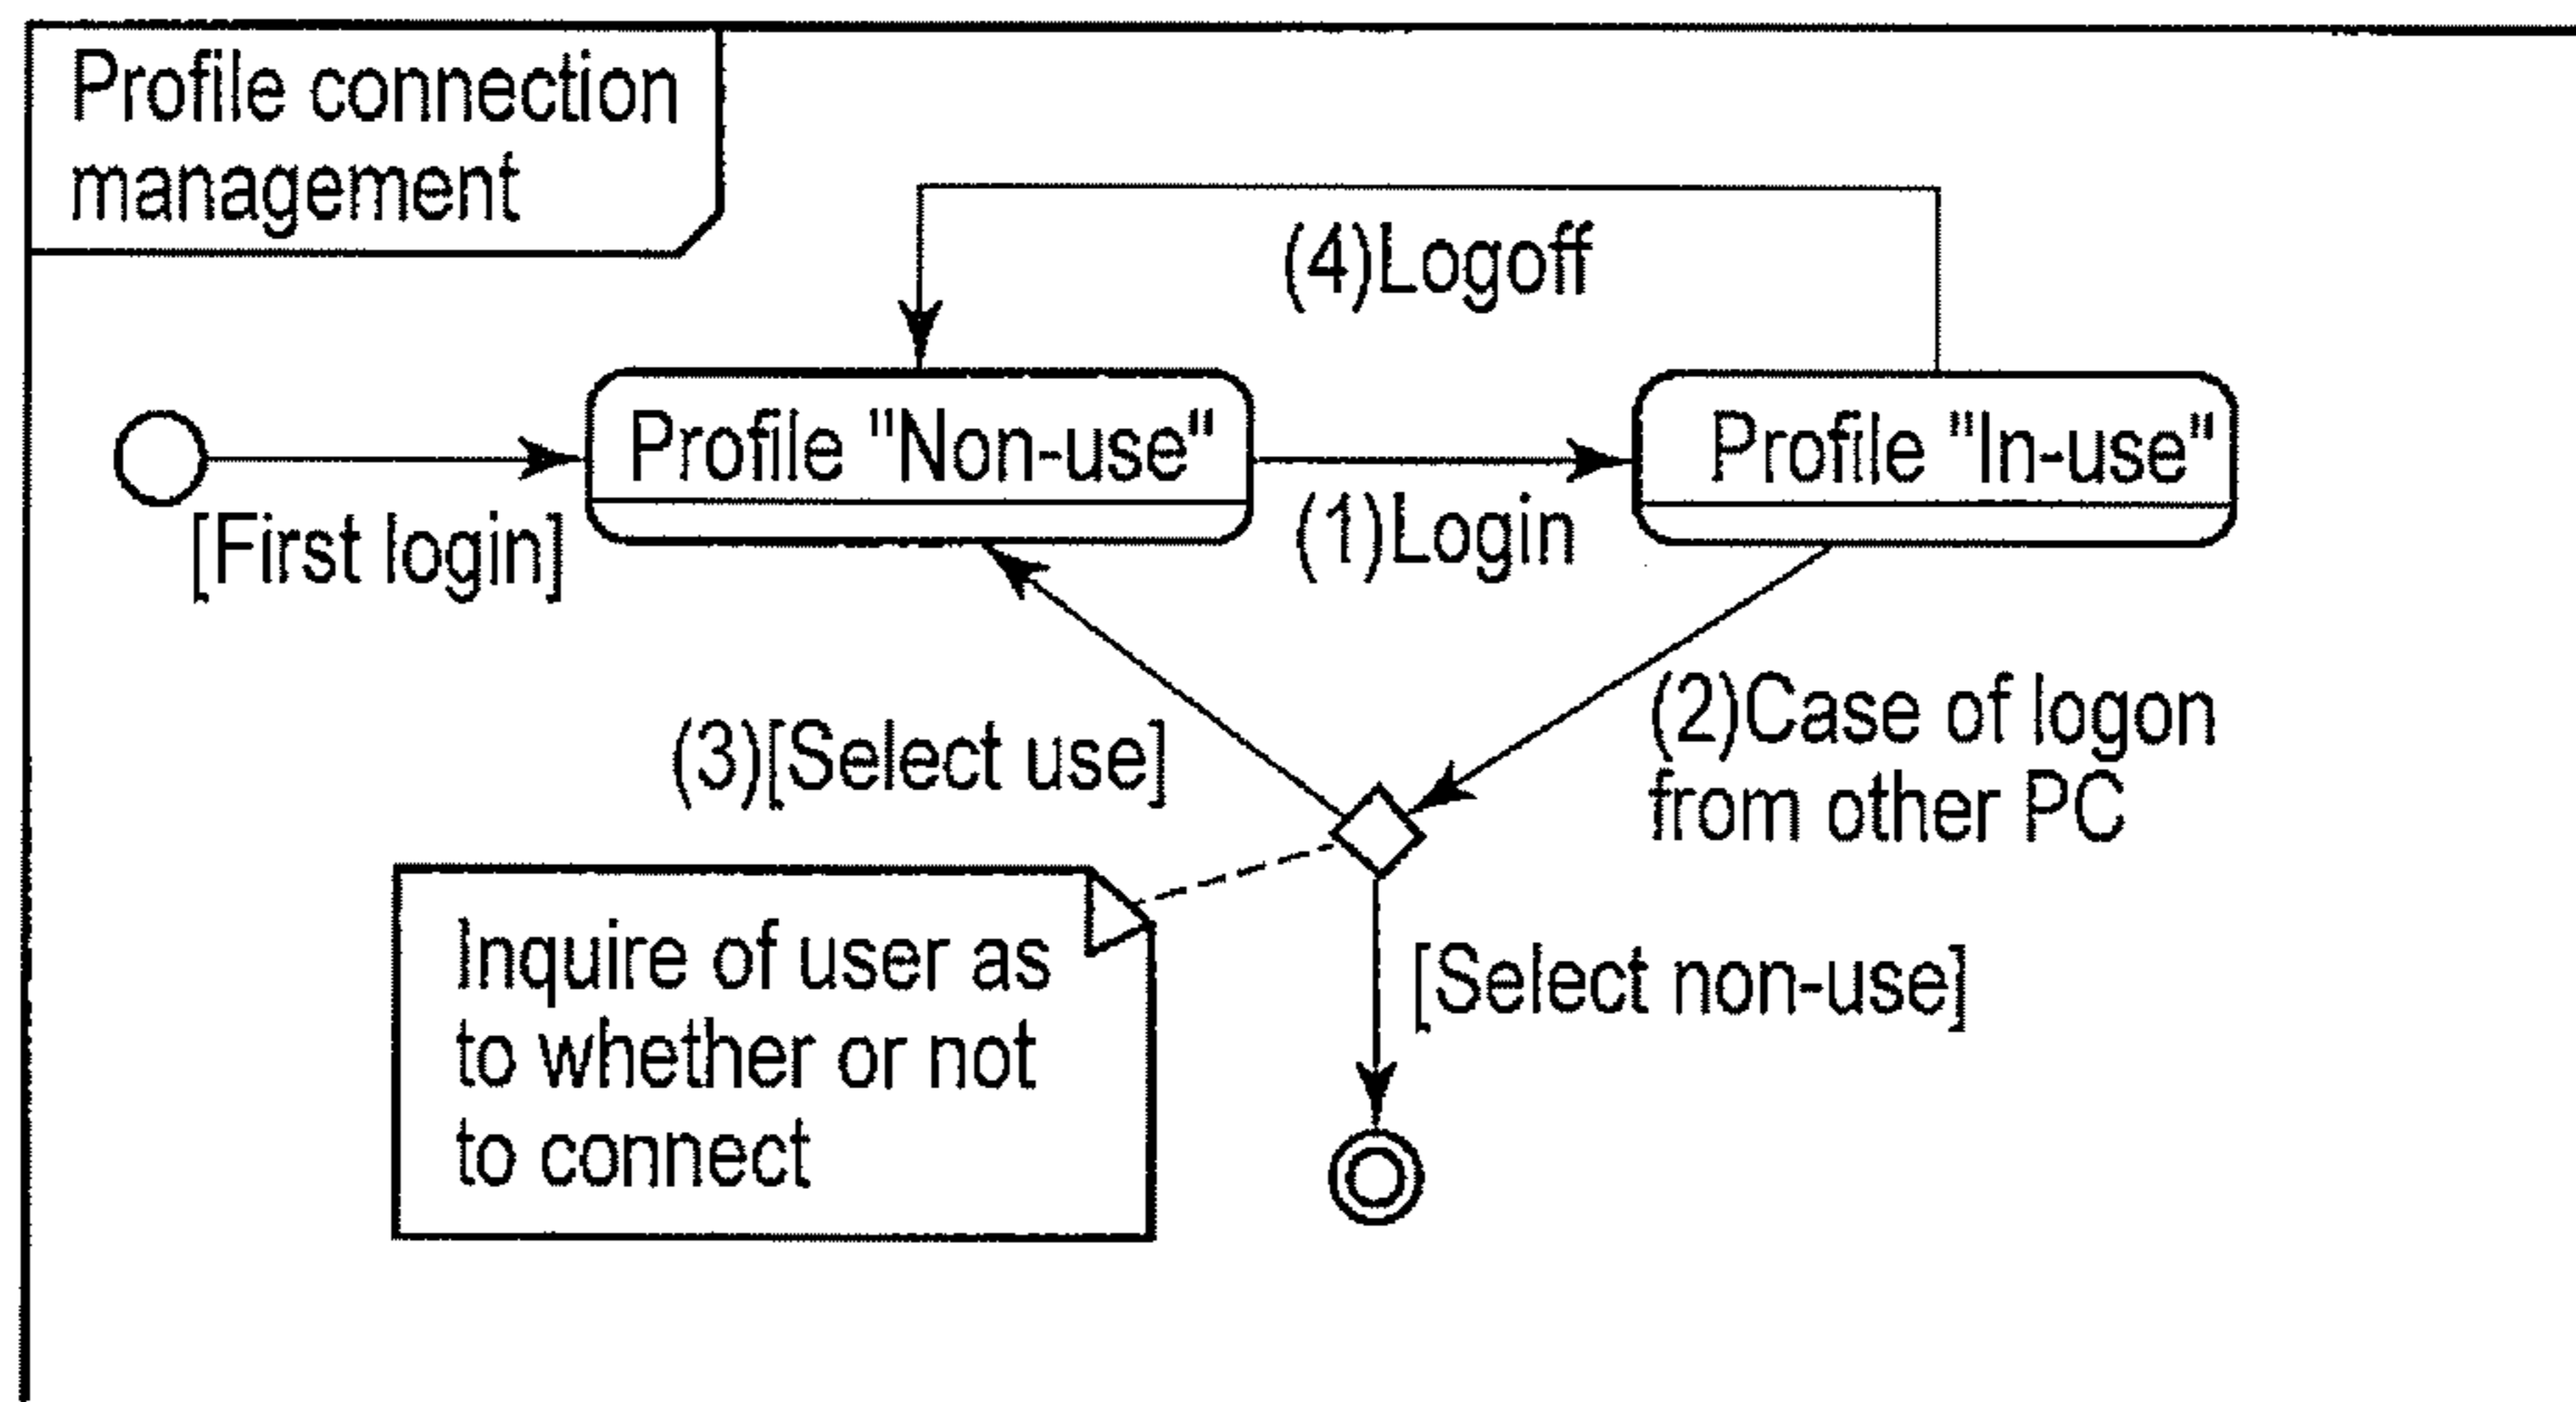 Profile connection
management
(4)Logoff
Profile "Non-use"
Profile "In-use"
[First login]
(1)Login
(2)Case of logon
from other PC
(3)[Select use]
Inquire of user as
to whether or not
to connect
[Select non-use]